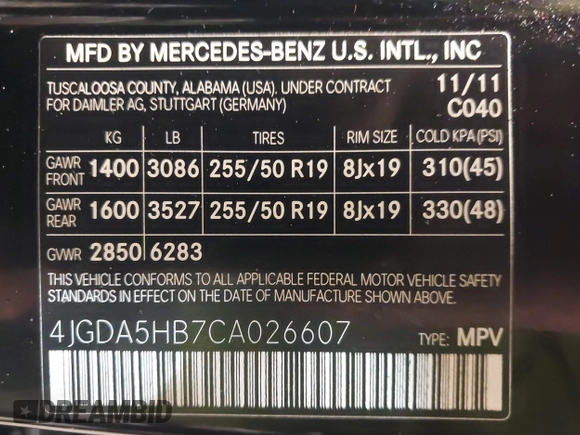 MFD BY MERCEDES-BENZ U.S. INTL., INC
TUSCALOOSA COUNTY, ALABAMA (USA). UNDER CONTRACT 11/11
FOR DAIMLER AG, STUTTGART (GERMANY) C040
KG LB TIRES RIM SIZE COLD KPA(PSI)
GAWR FRONT 1400 3086 255/50 R19 8Jx19 310(45)
GAWR REAR 1600 3527 255/50 R19 8Jx19 330(48)
GVWR 2850 6283
THIS VEHICLE CONFORMS TO ALL APPLICABLE FEDERAL MOTOR VEHICLE SAFETY
STANDARDS IN EFFECT ON THE DATE OF MANUFACTURE SHOWN ABOVE.
4JGDA5HB7CA026607 TYPE: MPV
DREAMBID